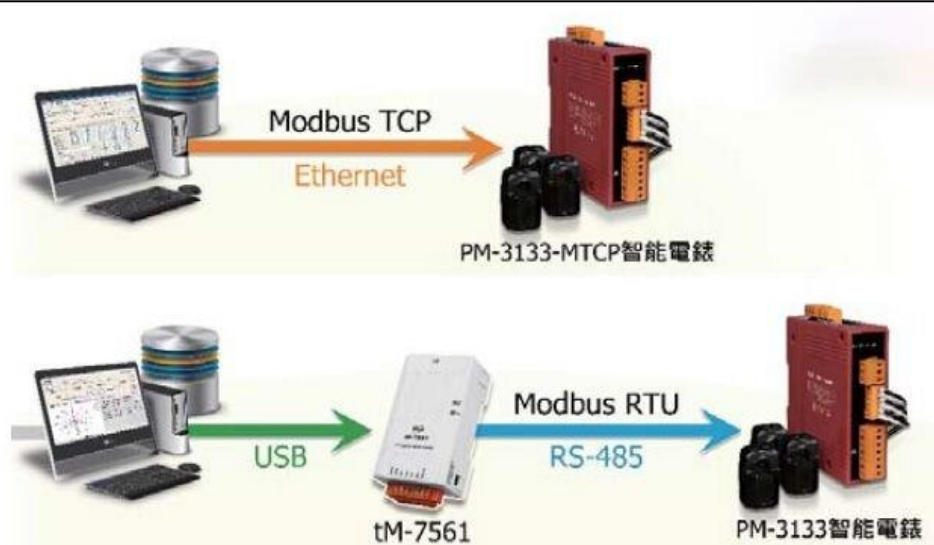 Modbus TCP
Ethernet
PM-3133-MTCP智能電錶
Modbus RTU
USB
RS-485
tM-7561
PM-3133智能電錶